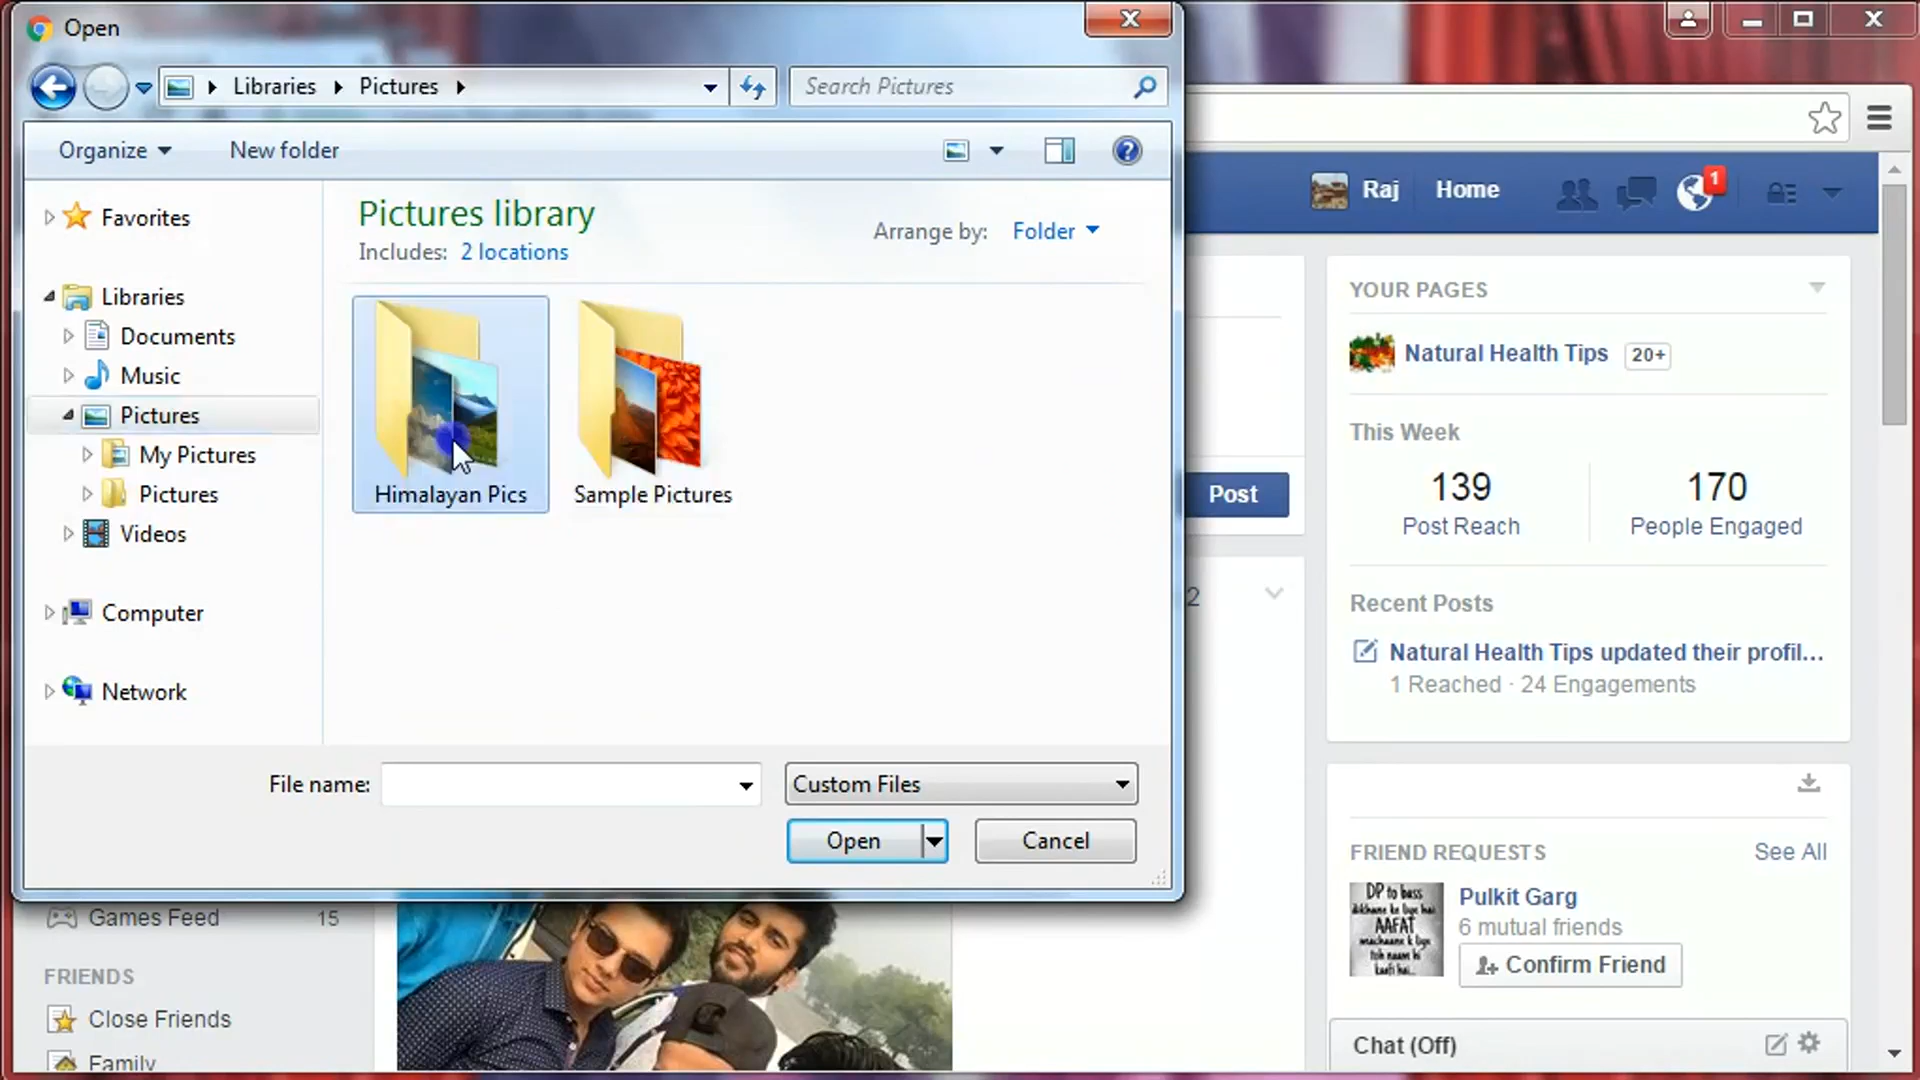 Open
Libraries Pictures
Search Pictures
Organize New folder
Favorites
Libraries
Documents
Music
Pictures
My Pictures
Pictures
Videos
Computer
Network
Pictures library
Includes: 2 locations
Arrange by: Folder
Himalayan Pics
Sample Pictures
File name:
Custom Files
Open
Cancel
Raj Home 1
YOUR PAGES
Natural Health Tips 20+
This Week
139 170
Post Reach People Engaged
Recent Posts
Natural Health Tips updated their profil...
1 Reached · 24 Engagements
Post
2
FRIEND REQUESTS See All
DP to bass
AAFAT
Pulkit Garg
6 mutual friends
Confirm Friend
Chat (Off)
Games Feed 15
FRIENDS
Close Friends
Family